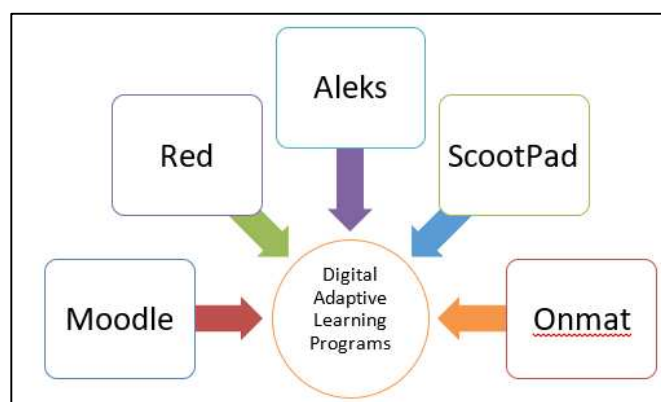 Aleks
Red
ScootPad
Moodle
Digital
Adaptive
Learning
Programs
Onmat